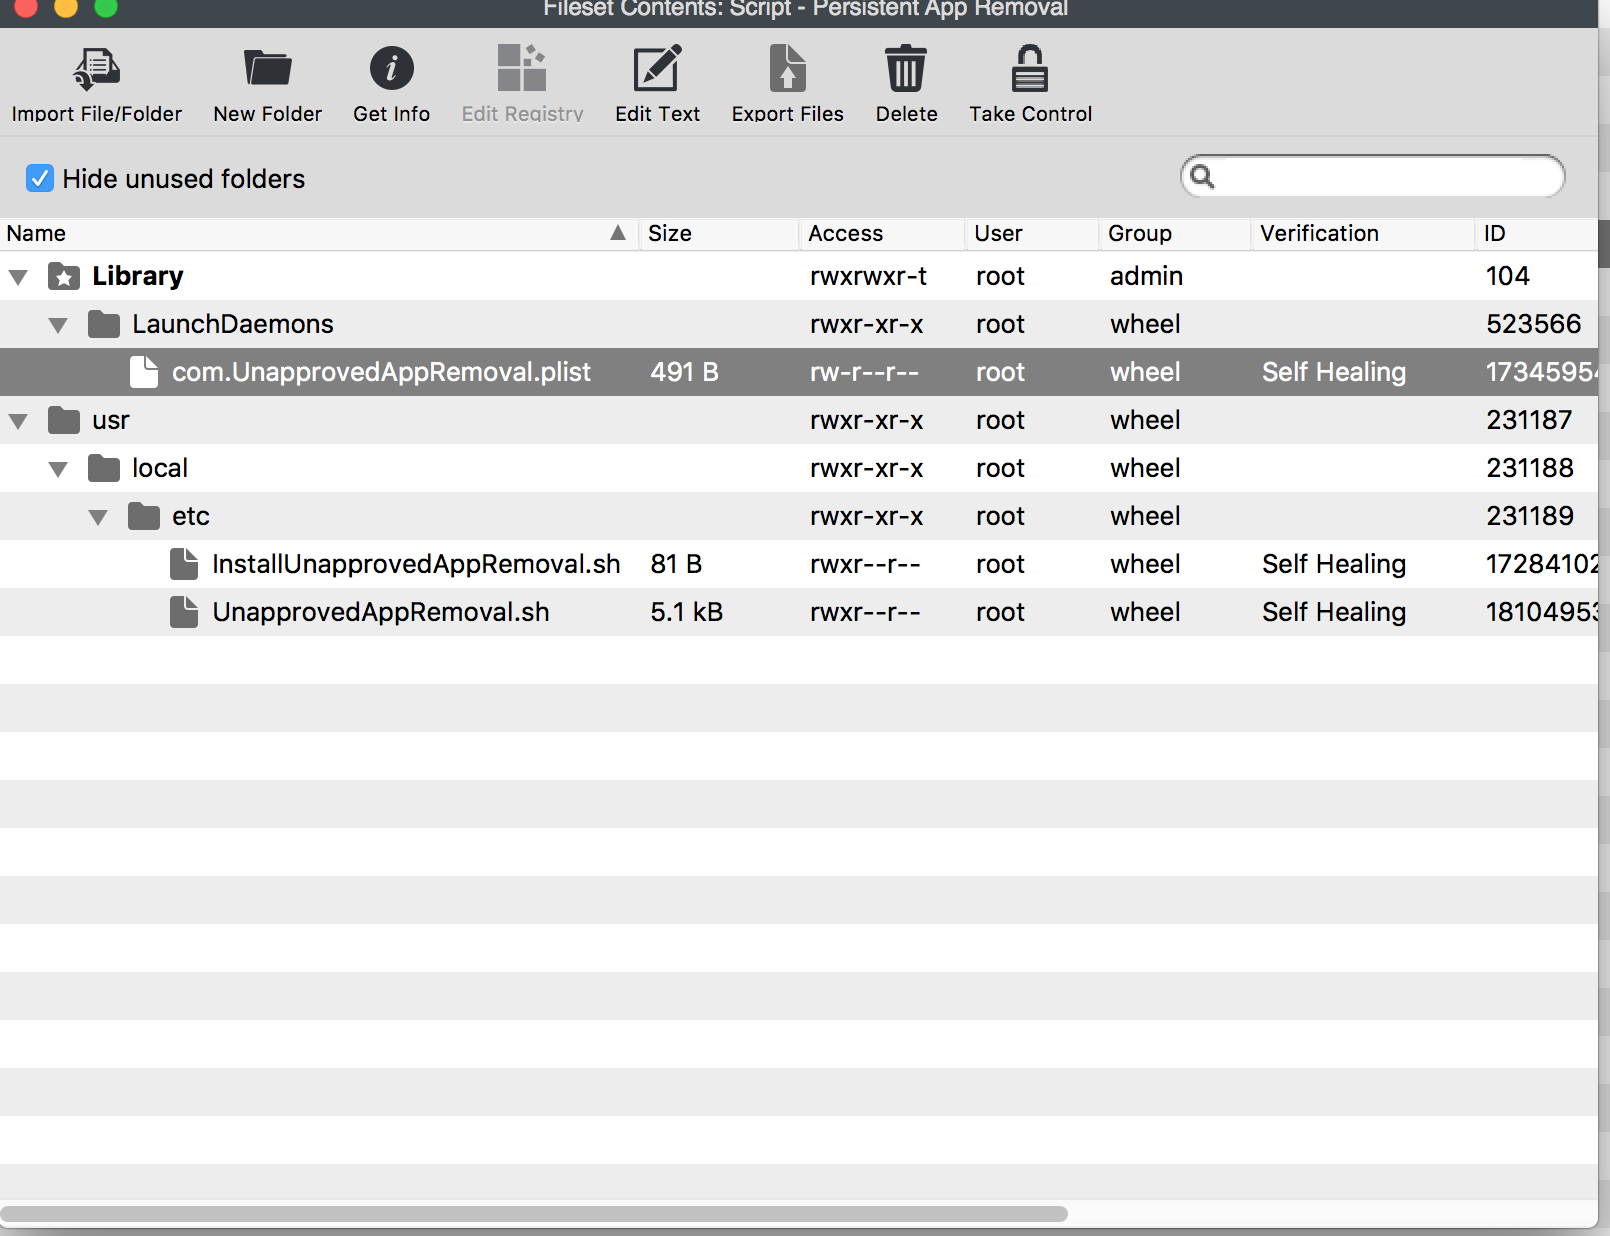 Fileset Contents: Script - Persistent App Removal
Import File/Folder New Folder Get Info Edit Registry Edit Text Export Files Delete Take Control
Hide unused folders
Name Size Access User Group Verification ID
Library rwxrwxr-t root admin 104
LaunchDaemons rwxr-xr-x root wheel 523566
com.UnapprovedAppRemoval.plist 491 B rw-r--r-- root wheel Self Healing 1734595
usr rwxr-xr-x root wheel 231187
local rwxr-xr-x root wheel 231188
etc rwxr-xr-x root wheel 231189
InstallUnapprovedAppRemoval.sh 81 B rwxr--r-- root wheel Self Healing 1728410
UnapprovedAppRemoval.sh 5.1 kB rwxr--r-- root wheel Self Healing 1810495